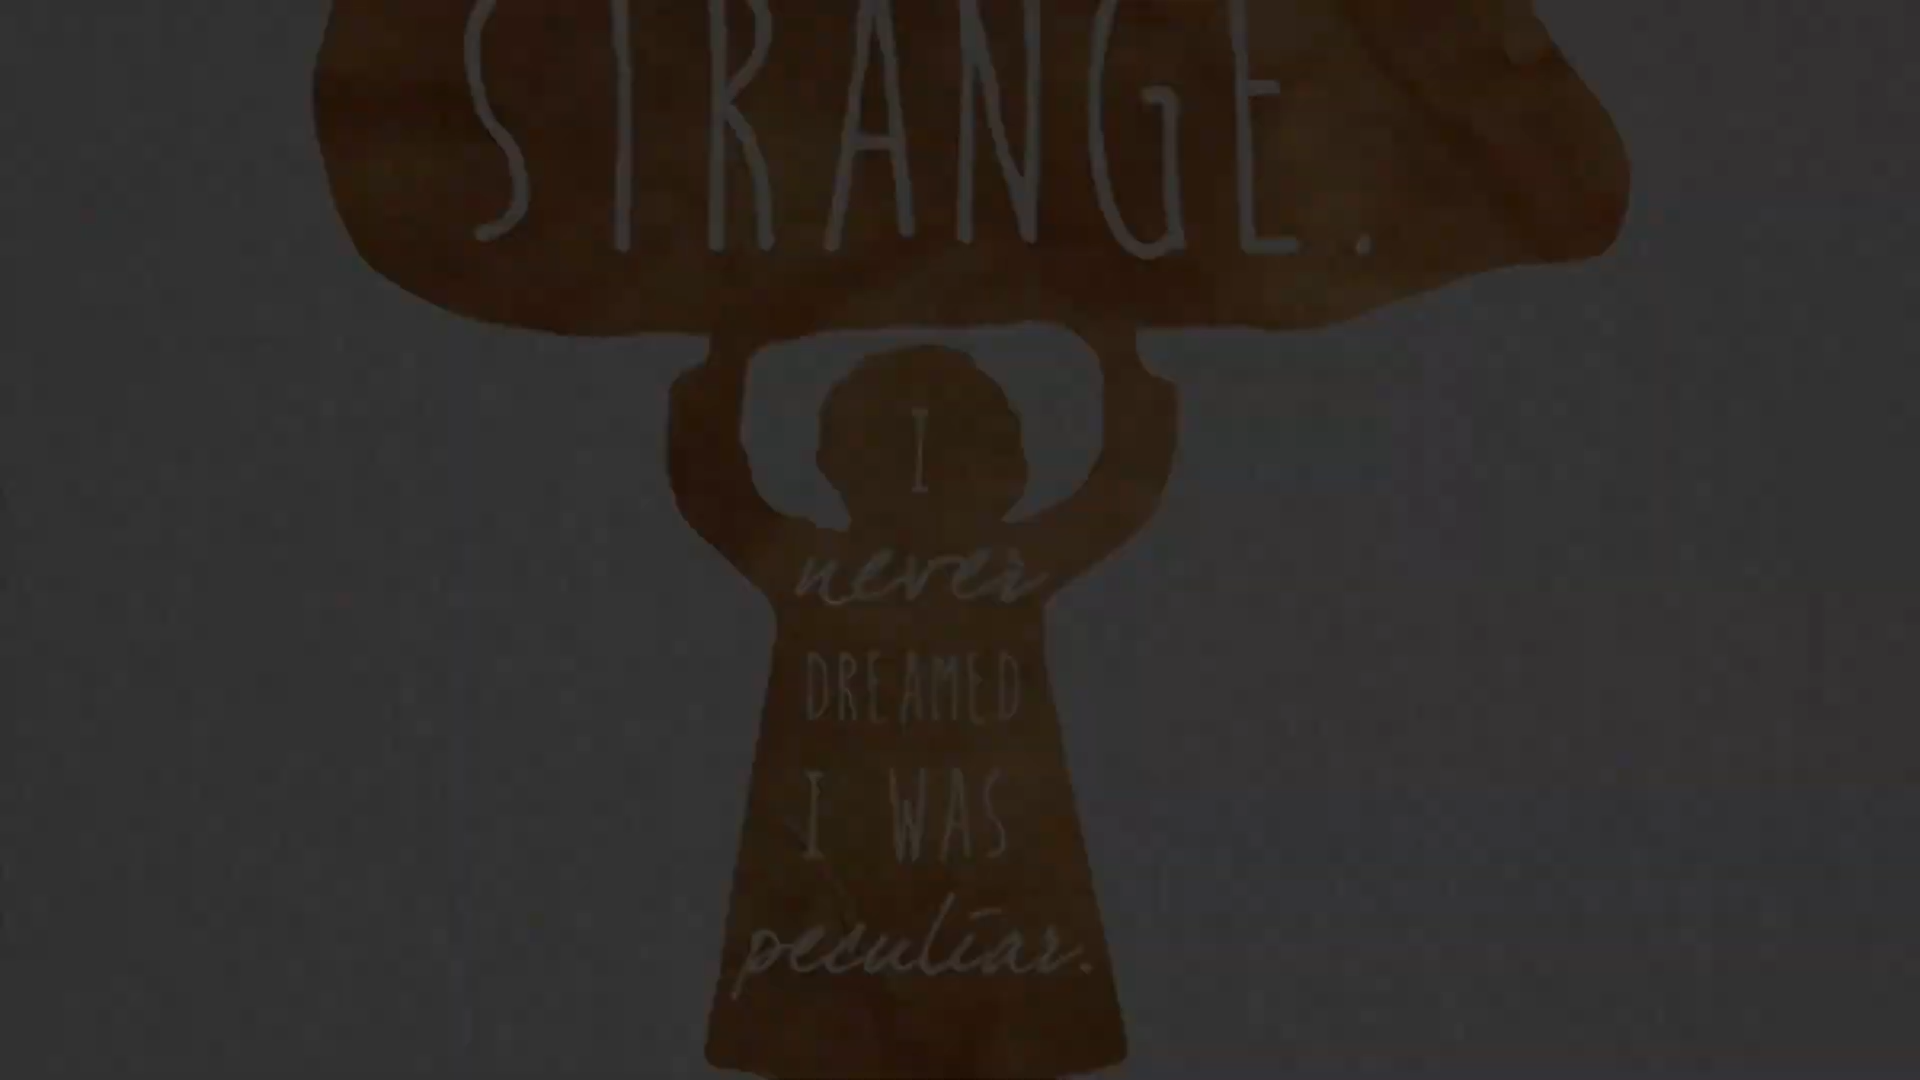 STRANGE.
I
never
DREAMED
I WAS
peculiar.